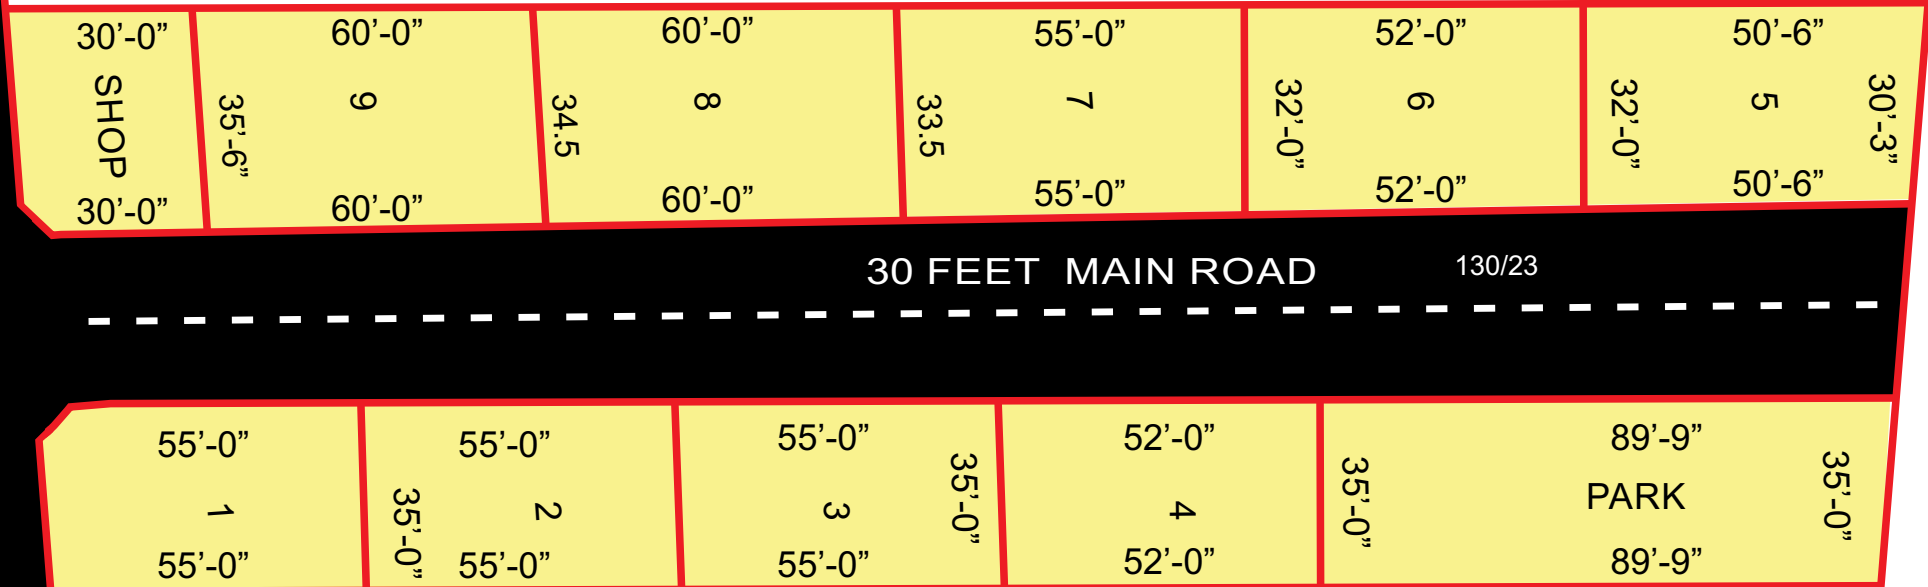 30’-0” 60’-0” 60’-0” 55’-0” 52’-0” 50’-6”
SHOP 35’-6” 9 34.5 8 33.5 7 32’-0” 6 32’-0” 5 30’-3”
30’-0” 60’-0” 60’-0” 55’-0” 52’-0” 50’-6”
30 FEET MAIN ROAD 130/23
55’-0” 55’-0” 55’-0” 52’-0” 89’-9”
1 35’-0” 2 3 35’-0” 4 35’-0” PARK 35’-0”
55’-0” 55’-0” 55’-0” 52’-0” 89’-9”